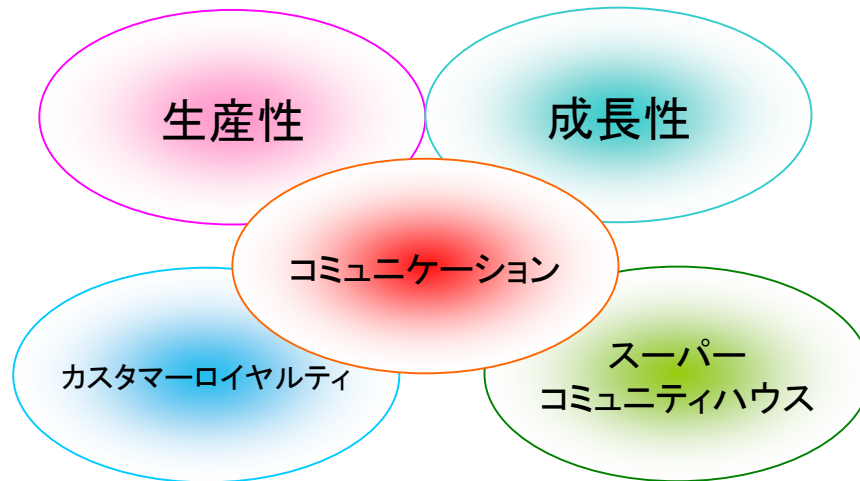 生産性
成長性
コミュニケーション
カスタマーロイヤルティ
スーパー
コミュニティハウス